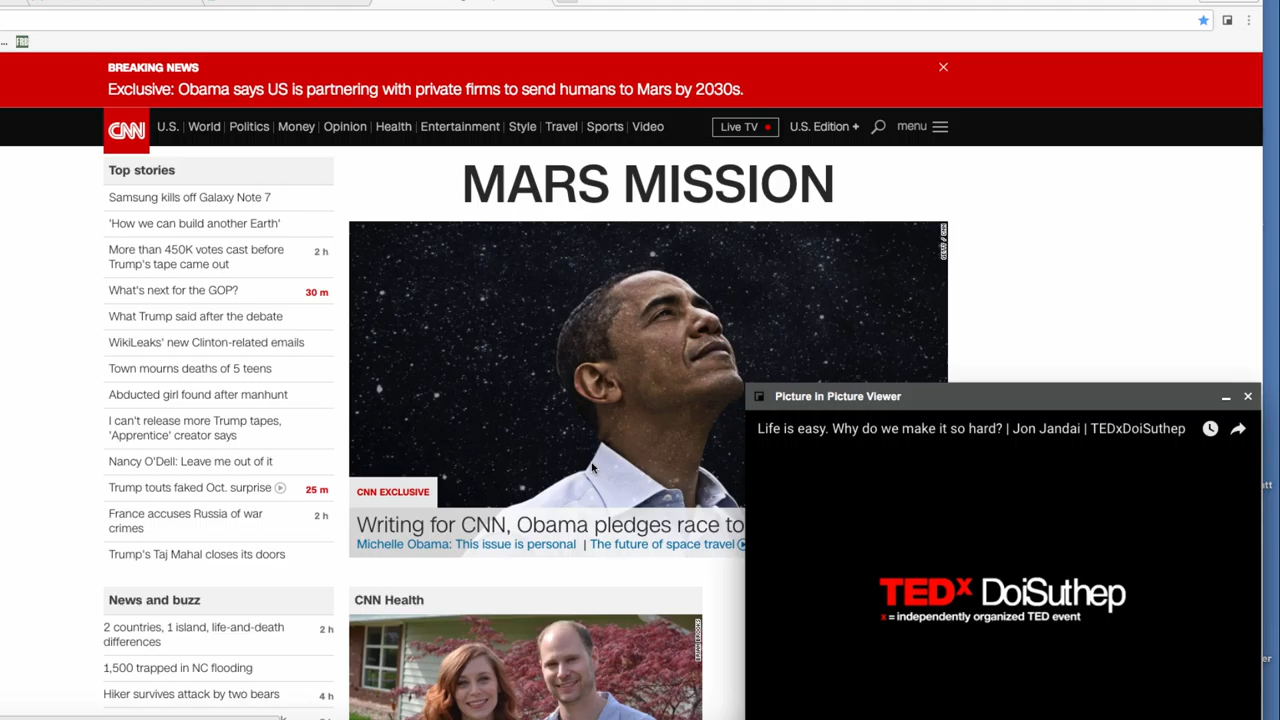 FBB
BREAKING NEWS
Exclusive: Obama says US is partnering with private firms to send humans to Mars by 2030s.
CNN
U.S. | World | Politics | Money | Opinion | Health | Entertainment | Style | Travel | Sports | Video
Live TV
U.S. Edition +
menu
Top stories
Samsung kills off Galaxy Note 7
'How we can build another Earth'
More than 450K votes cast before 2 h
Trump's tape came out
What's next for the GOP? 30 m
What Trump said after the debate
WikiLeaks' new Clinton-related emails
Town mourns deaths of 5 teens
Abducted girl found after manhunt
I can't release more Trump tapes,
'Apprentice' creator says
Nancy O'Dell: Leave me out of it
Trump touts faked Oct. surprise 25 m
France accuses Russia of war 2 h
crimes
Trump's Taj Mahal closes its doors
News and buzz
2 countries, 1 island, life-and-death 2 h
differences
1,500 trapped in NC flooding
Hiker survives attack by two bears 4 h
MARS MISSION
GETTY / CNN
CNN EXCLUSIVE
Writing for CNN, Obama pledges race to
Michelle Obama: This issue is personal | The future of space travel
CNN Health
BRIAN BROOKS
Picture in Picture Viewer
Life is easy. Why do we make it so hard? | Jon Jandai | TEDxDoiSuthep
TEDx DoiSuthep
x = independently organized TED event